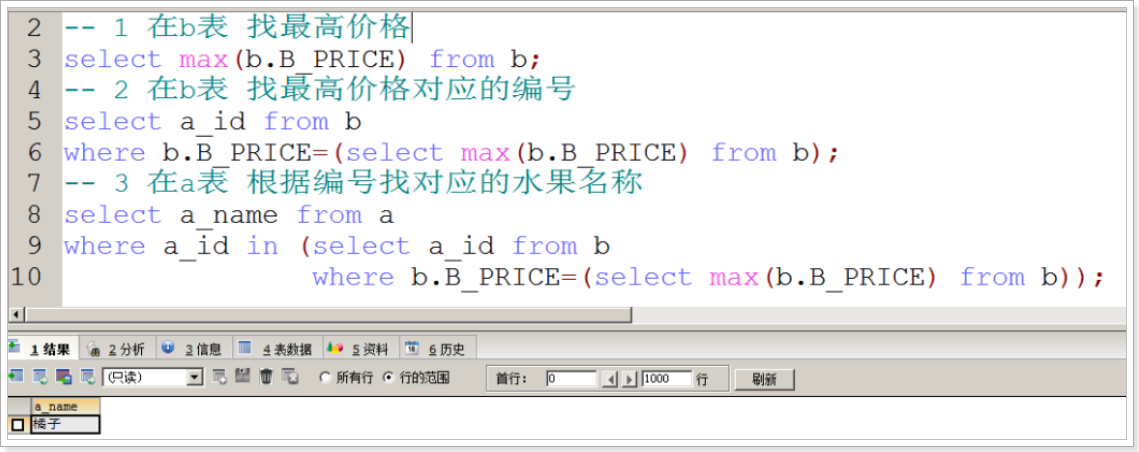 2 -- 1 在b表 找最高价格
3 select max(b.B_PRICE) from b;
4 -- 2 在b表 找最高价格对应的编号
5 select a_id from b
6 where b.B_PRICE=(select max(b.B_PRICE) from b);
7 -- 3 在a表 根据编号找对应的水果名称
8 select a_name from a
9 where a_id in (select a_id from b
10 where b.B_PRICE=(select max(b.B_PRICE) from b));
1 结果 2 分析 3 信息 4 表数据 5 资料 6 历史
(只读) 所有行 行的范围 首行: 0 1000 行 刷新
a_name
橘子